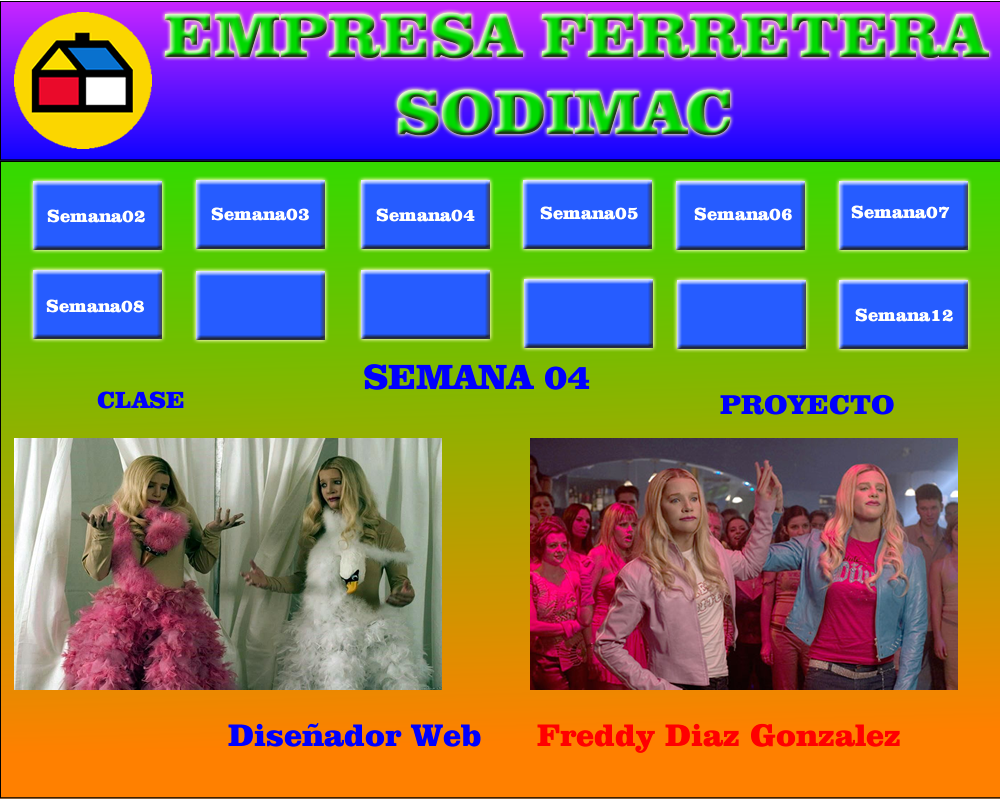 EMPRESA FERRETERA
SODIMAC
Semana02
Semana03
Semana04
Semana05
Semana06
Semana07
Semana08
Semana12
SEMANA 04
CLASE
PROYECTO
Diseñador Web
Freddy Diaz Gonzalez